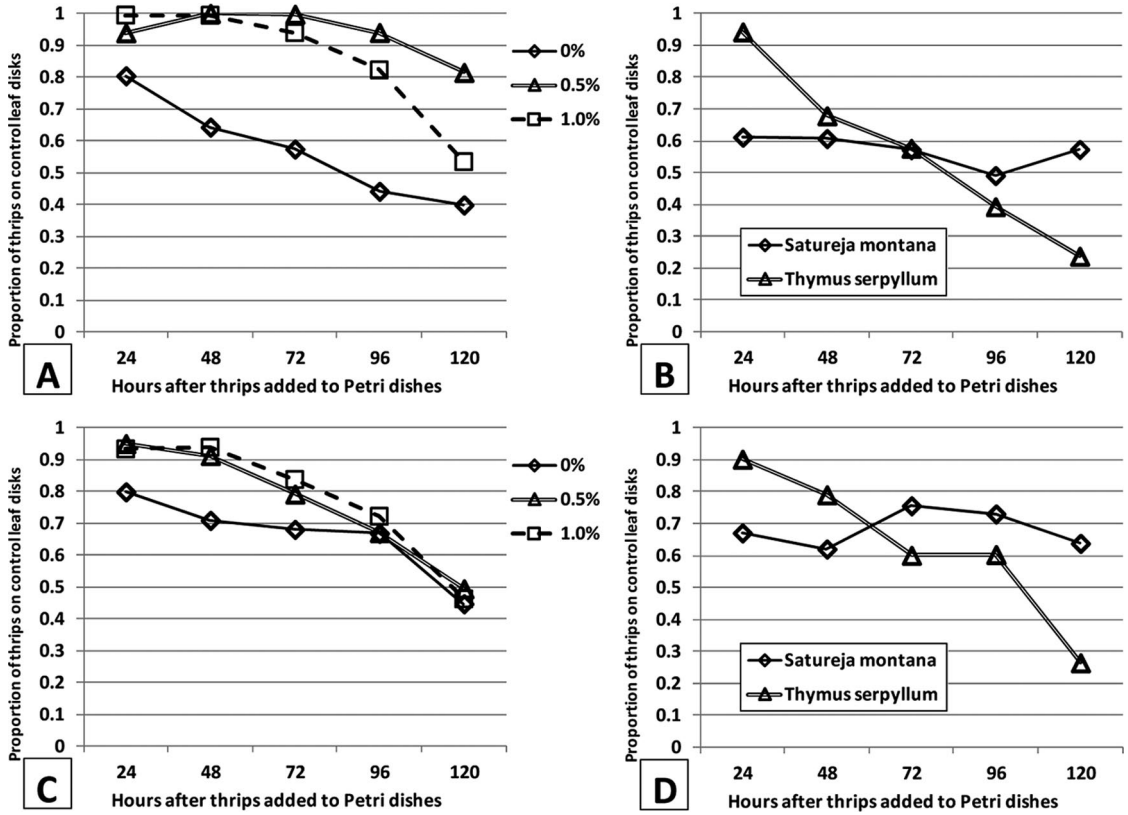 Proportion of thrips on control leaf disks
1
0.9
0.8
0.7
0.6
0.5
0.4
0.3
0.2
0.1
0
24 48 72 96 120
Hours after thrips added to Petri dishes
0%
0.5%
1.0%
A
Proportion of thrips on control leaf disks
1
0.9
0.8
0.7
0.6
0.5
0.4
0.3
0.2
0.1
0
Satureja montana
Thymus serpyllum
24 48 72 96 120
Hours after thrips added to Petri dishes
B
Proportion of thrips on control leaf disks
1
0.9
0.8
0.7
0.6
0.5
0.4
0.3
0.2
0.1
0
24 48 72 96 120
Hours after thrips added to Petri dishes
0%
0.5%
1.0%
C
Proportion of thrips on control leaf disks
1
0.9
0.8
0.7
0.6
0.5
0.4
0.3
0.2
0.1
0
Satureja montana
Thymus serpyllum
24 48 72 96 120
Hours after thrips added to Petri dishes
D